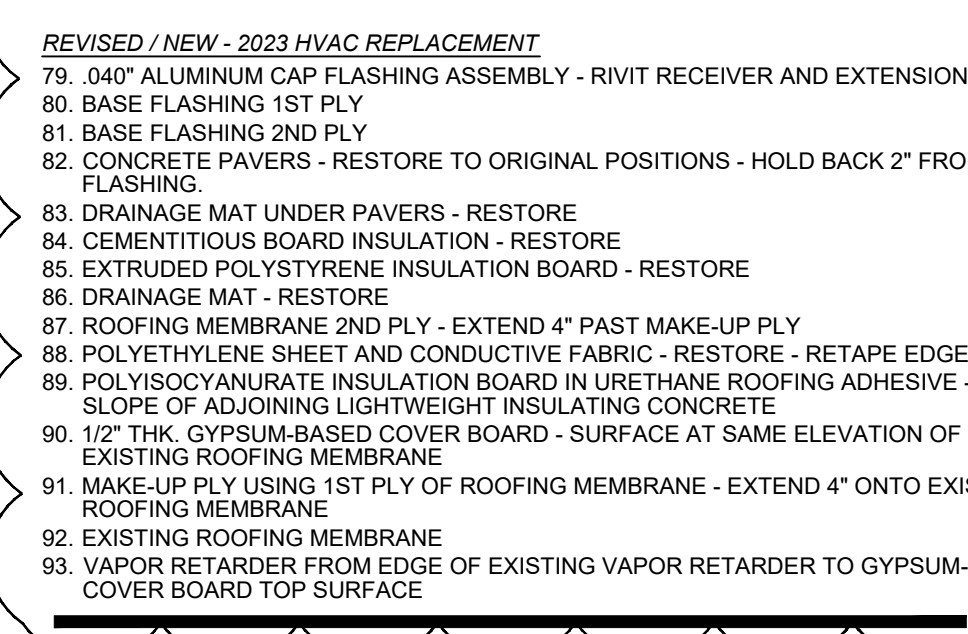 REVISED / NEW - 2023 HVAC REPLACEMENT
79. .040" ALUMINUM CAP FLASHING ASSEMBLY - RIVIT RECEIVER AND EXTENSION
80. BASE FLASHING 1ST PLY
81. BASE FLASHING 2ND PLY
82. CONCRETE PAVERS - RESTORE TO ORIGINAL POSITIONS - HOLD BACK 2" FRO
FLASHING.
83. DRAINAGE MAT UNDER PAVERS - RESTORE
84. CEMENTITIOUS BOARD INSULATION - RESTORE
85. EXTRUDED POLYSTYRENE INSULATION BOARD - RESTORE
86. DRAINAGE MAT - RESTORE
87. ROOFING MEMBRANE 2ND PLY - EXTEND 4" PAST MAKE-UP PLY
88. POLYETHYLENE SHEET AND CONDUCTIVE FABRIC - RESTORE - RETAPE EDGE
89. POLYISOCYANURATE INSULATION BOARD IN URETHANE ROOFING ADHESIVE -
SLOPE OF ADJOINING LIGHTWEIGHT INSULATING CONCRETE
90. 1/2" THK. GYPSUM-BASED COVER BOARD - SURFACE AT SAME ELEVATION OF
EXISTING ROOFING MEMBRANE
91. MAKE-UP PLY USING 1ST PLY OF ROOFING MEMBRANE - EXTEND 4" ONTO EXIS
ROOFING MEMBRANE
92. EXISTING ROOFING MEMBRANE
93. VAPOR RETARDER FROM EDGE OF EXISTING VAPOR RETARDER TO GYPSUM-
COVER BOARD TOP SURFACE